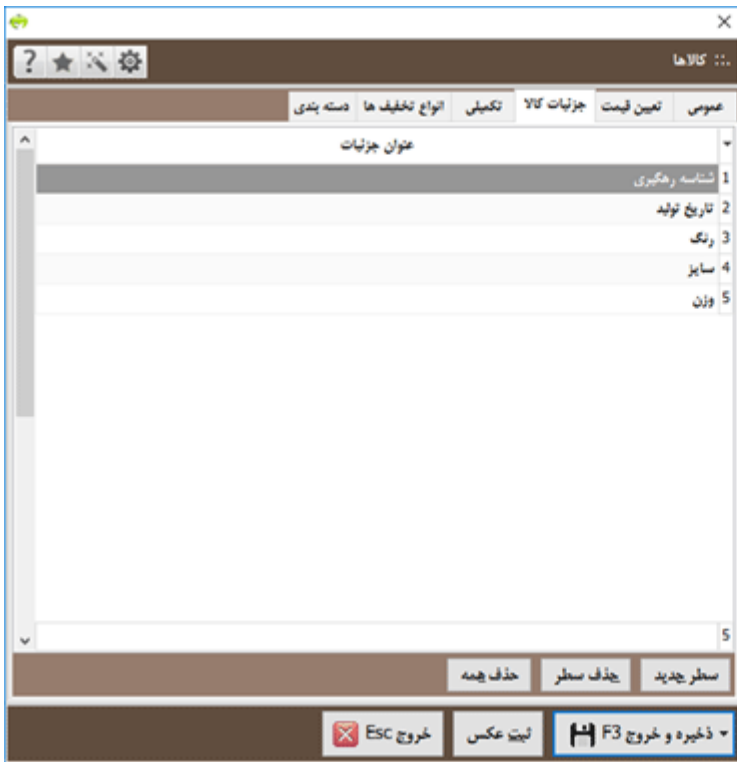 .:: کالاها
?
عمومی تعیین قیمت جزئیات کالا تکمیلی انواع تخفیف ها دسته بندی
عنوان جزئیات
1 شناسه رهگیری
2 تاریخ تولید
3 رنگ
4 سایز
5 وزن
5
سطر جدید حذف سطر حذف همه
ذخیره و خروج F3 ثبت عکس خروج Esc